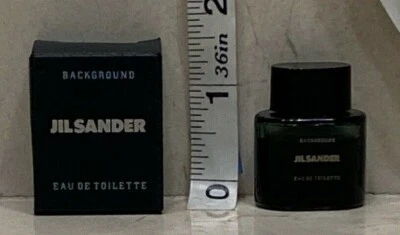 BACKGROUND
JIL SANDER
EAU DE TOILETTE
2
36in
1
0
BACKGROUND
JIL SANDER
EAU DE TOILETTE